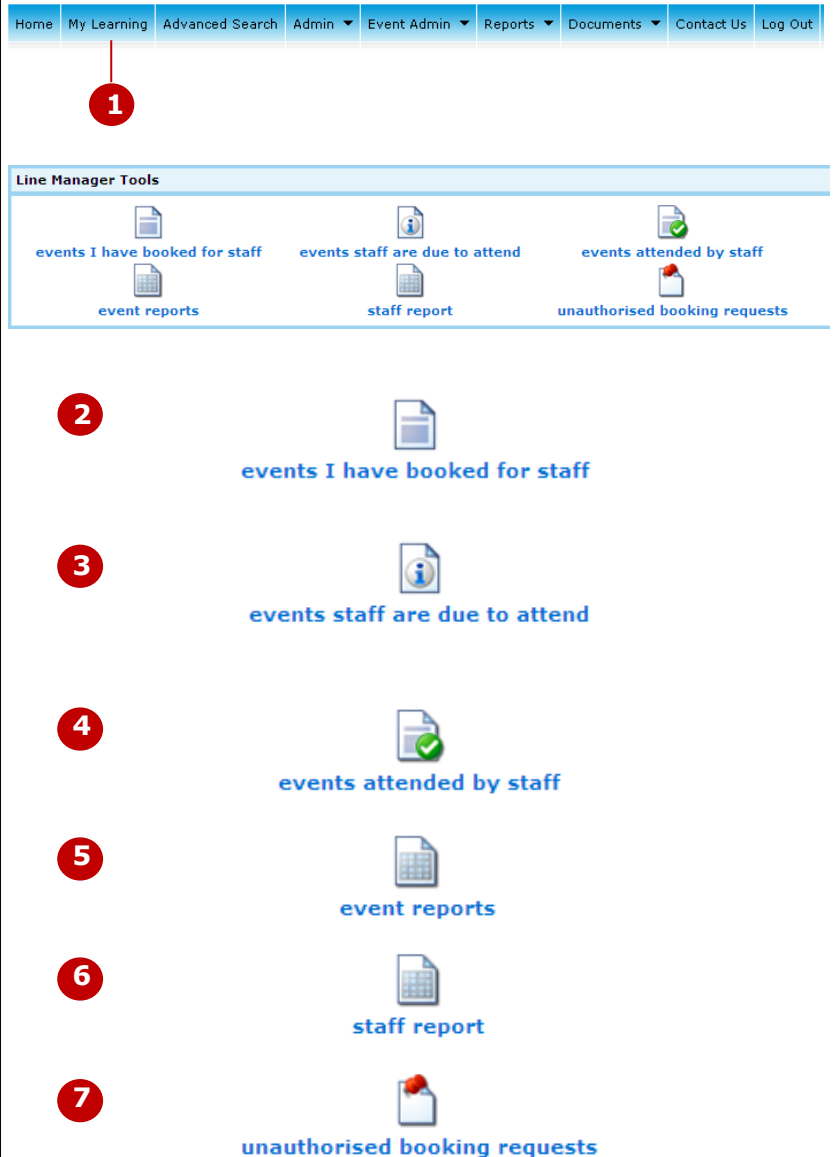 Home My Learning Advanced Search Admin Event Admin Reports Documents Contact Us Log Out
1
Line Manager Tools
events I have booked for staff events staff are due to attend events attended by staff
event reports staff report unauthorised booking requests
2
events I have booked for staff
3
events staff are due to attend
4
events attended by staff
5
event reports
6
staff report
7
unauthorised booking requests